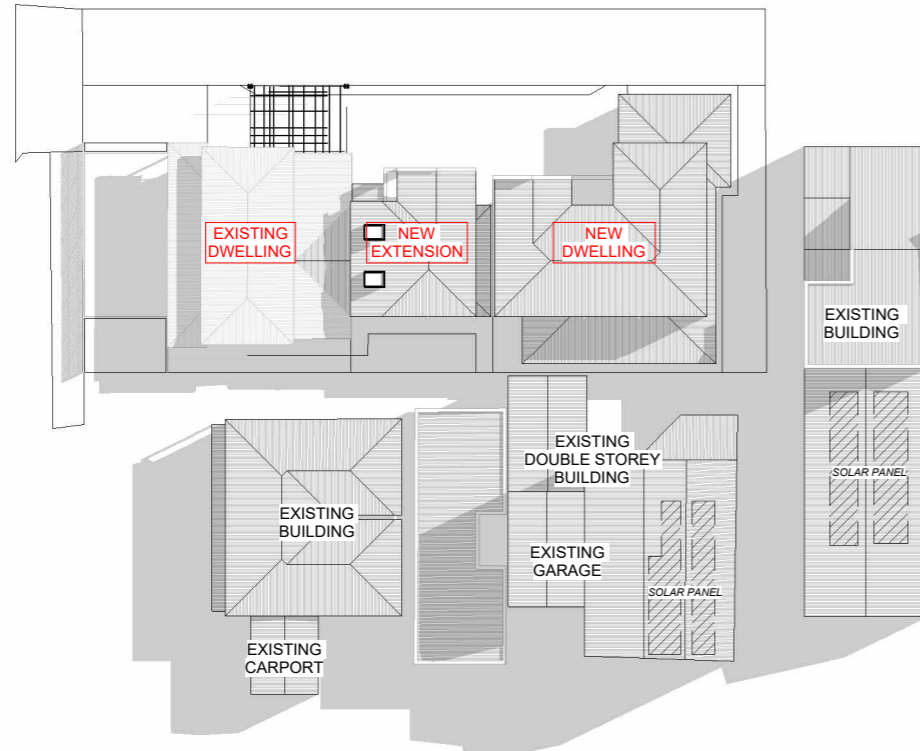 EXISTING
DWELLING
NEW
EXTENSION
NEW
DWELLING
EXISTING
BUILDING
SOLAR PANEL
EXISTING
DOUBLE STOREY
BUILDING
EXISTING
BUILDING
EXISTING
GARAGE
SOLAR PANEL
EXISTING
CARPORT